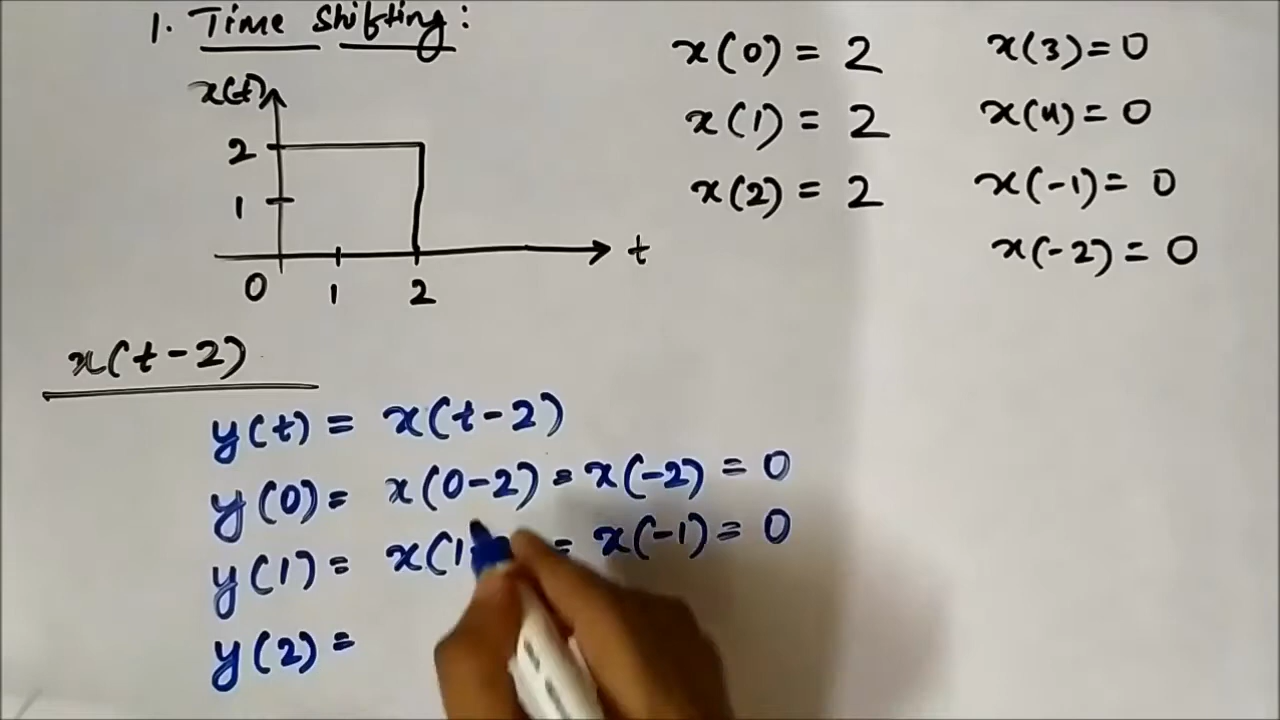 1. Time Shifting:
x(t)
2
1
0 1 2
t
x(0) = 2
x(1) = 2
x(2) = 2
x(3) = 0
x(4) = 0
x(-1) = 0
x(-2) = 0
x(t-2)
y(t) = x(t-2)
y(0) = x(0-2) = x(-2) = 0
y(1) = x(1 = x(-1) = 0
y(2) =